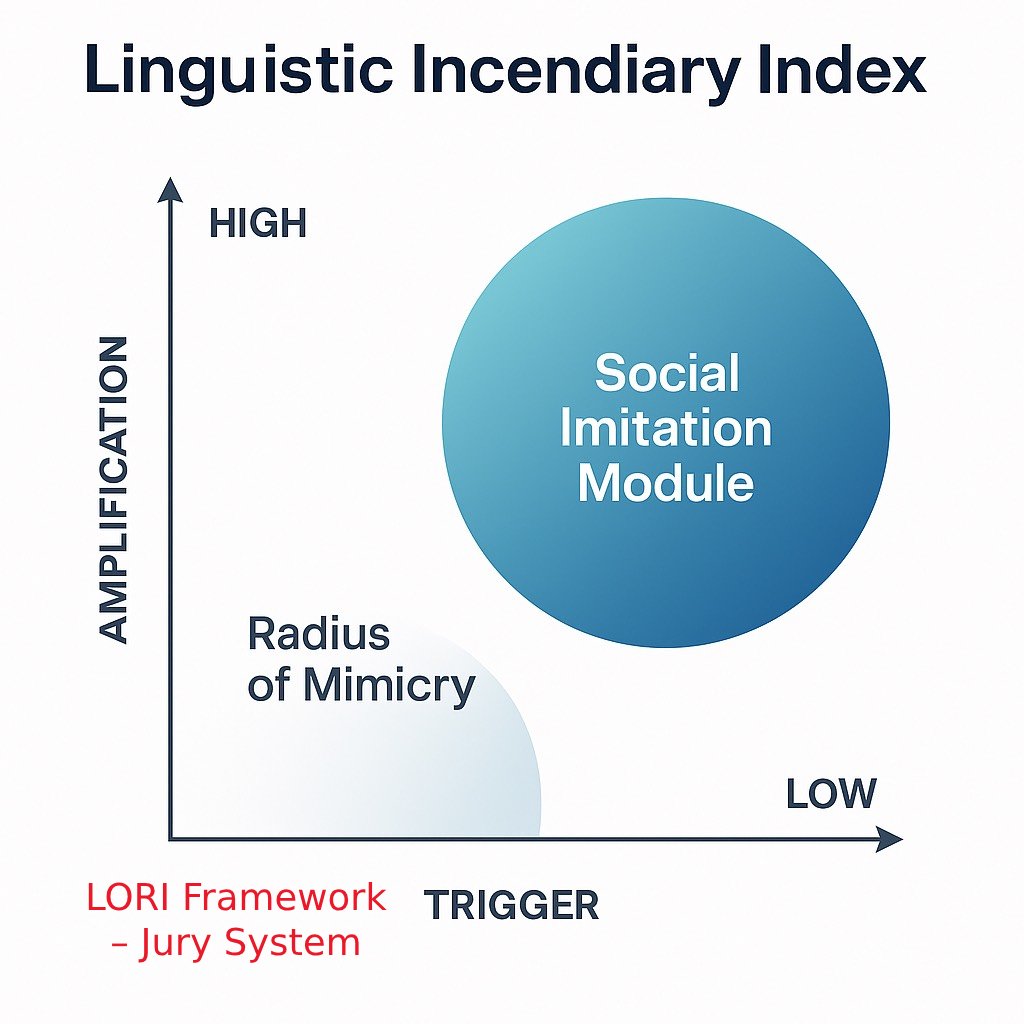 Linguistic Incendiary Index
HIGH
AMPLIFICATION
Social
Imitation
Module
Radius
of Mimicry
LOW
TRIGGER
LORI Framework
– Jury System